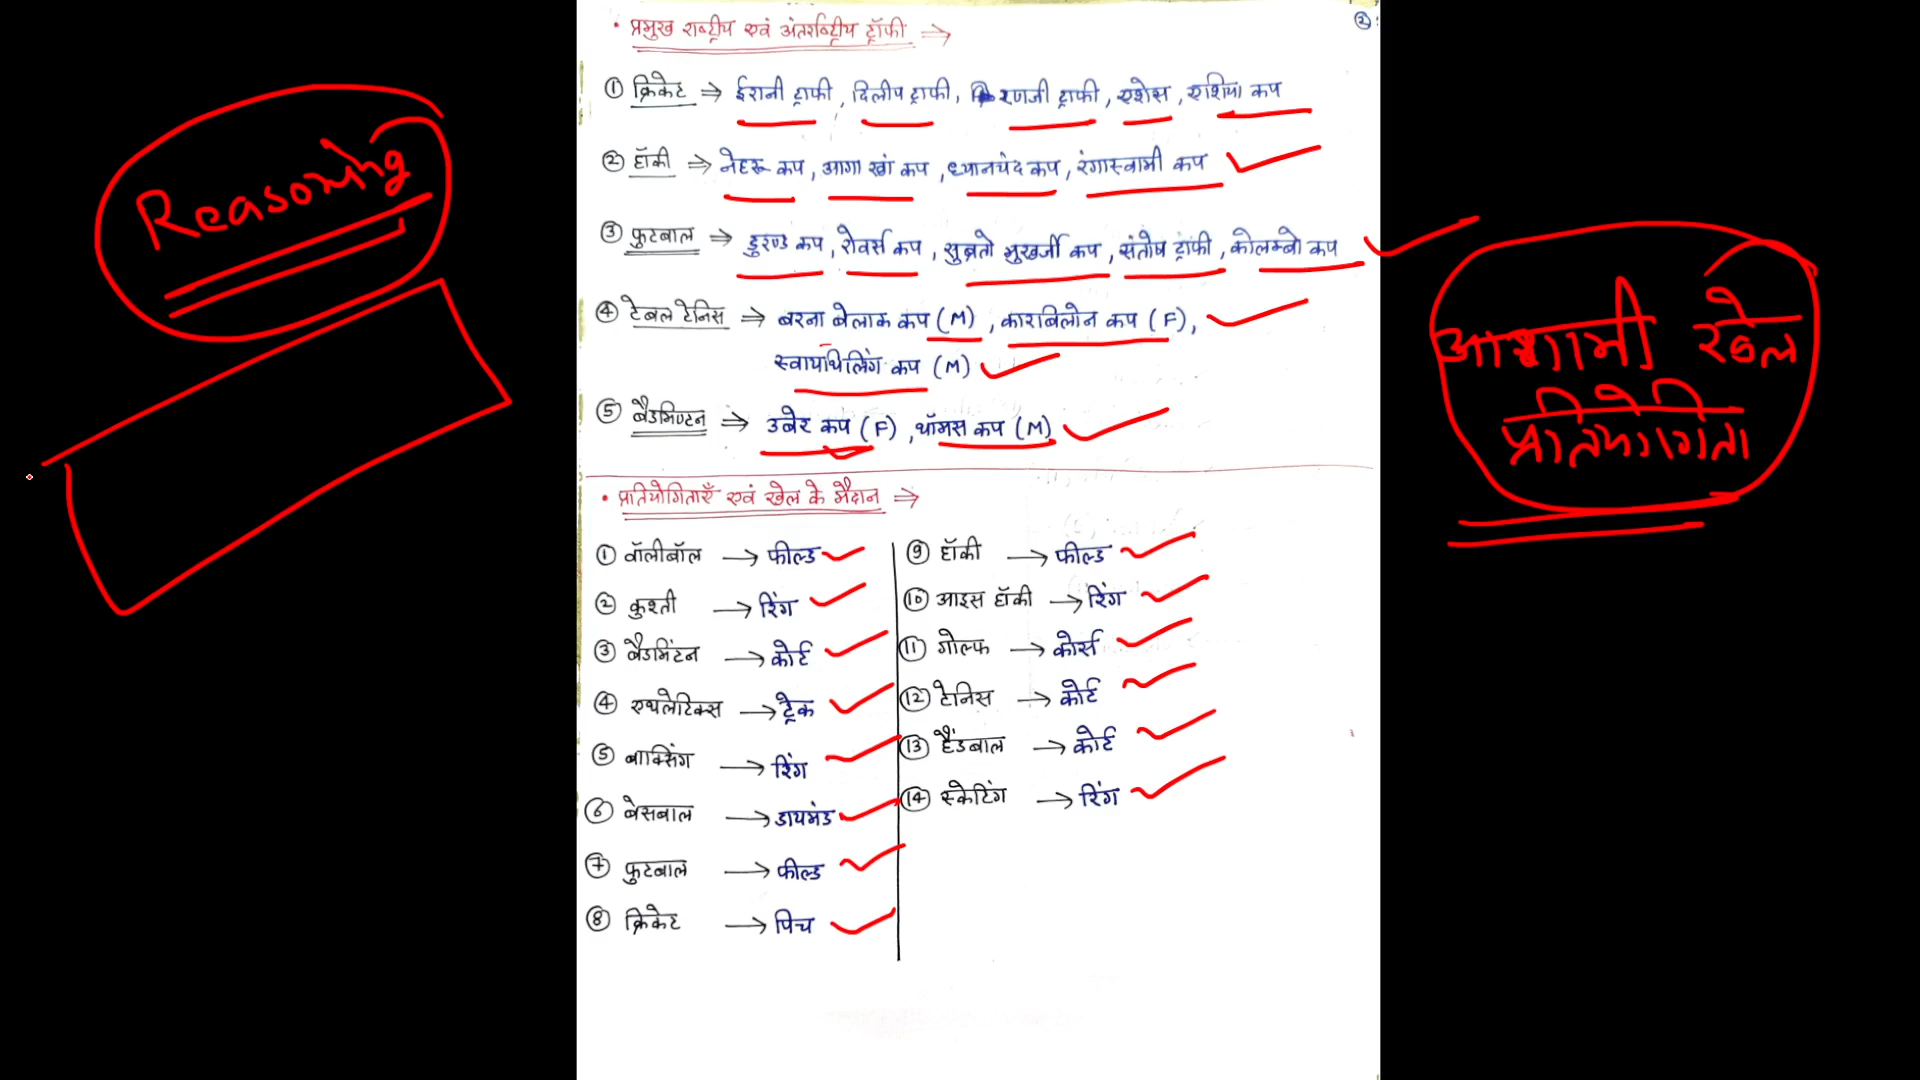 Reasoning
②
• प्रमुख राष्ट्रीय एवं अंतर्राष्ट्रीय ट्रॉफी ⇒
① क्रिकेट ⇒ ईरानी ट्राफी, दिलीप ट्राफी, रणजी ट्राफी, एशेस, एशिया कप
② हॉकी ⇒ नेहरू कप, आगा खां कप, ध्यानचंद कप, रंगास्वामी कप
③ फुटबाल ⇒ डुरण्ड कप, रोवर्स कप, सुब्रतो मुखर्जी कप, संतोष ट्राफी, कोलम्बो कप
④ टेबल टेनिस ⇒ बरना बेलाक कप (M), काराबिलोन कप (F),
स्वायथलिंग कप (M)
⑤ बैडमिण्टन ⇒ उबेर कप (F), थॉमस कप (M)
• प्रतियोगिताएँ एवं खेल के मैदान ⇒
① वॉलीबॉल → फील्ड
② कुश्ती → रिंग
③ बैडमिंटन → कोर्ट
④ एथलेटिक्स → ट्रेक
⑤ बाक्सिंग → रिंग
⑥ बेसबाल → डायमंड
⑦ फुटबाल → फील्ड
⑧ क्रिकेट → पिच
⑨ हॉकी → फील्ड
⑩ आइस हॉकी → रिंग
⑪ गोल्फ → कोर्स
⑫ टेनिस → कोर्ट
⑬ हैंडबाल → कोर्ट
⑭ स्केटिंग → रिंग
आगामी खेल
प्रतियोगिता